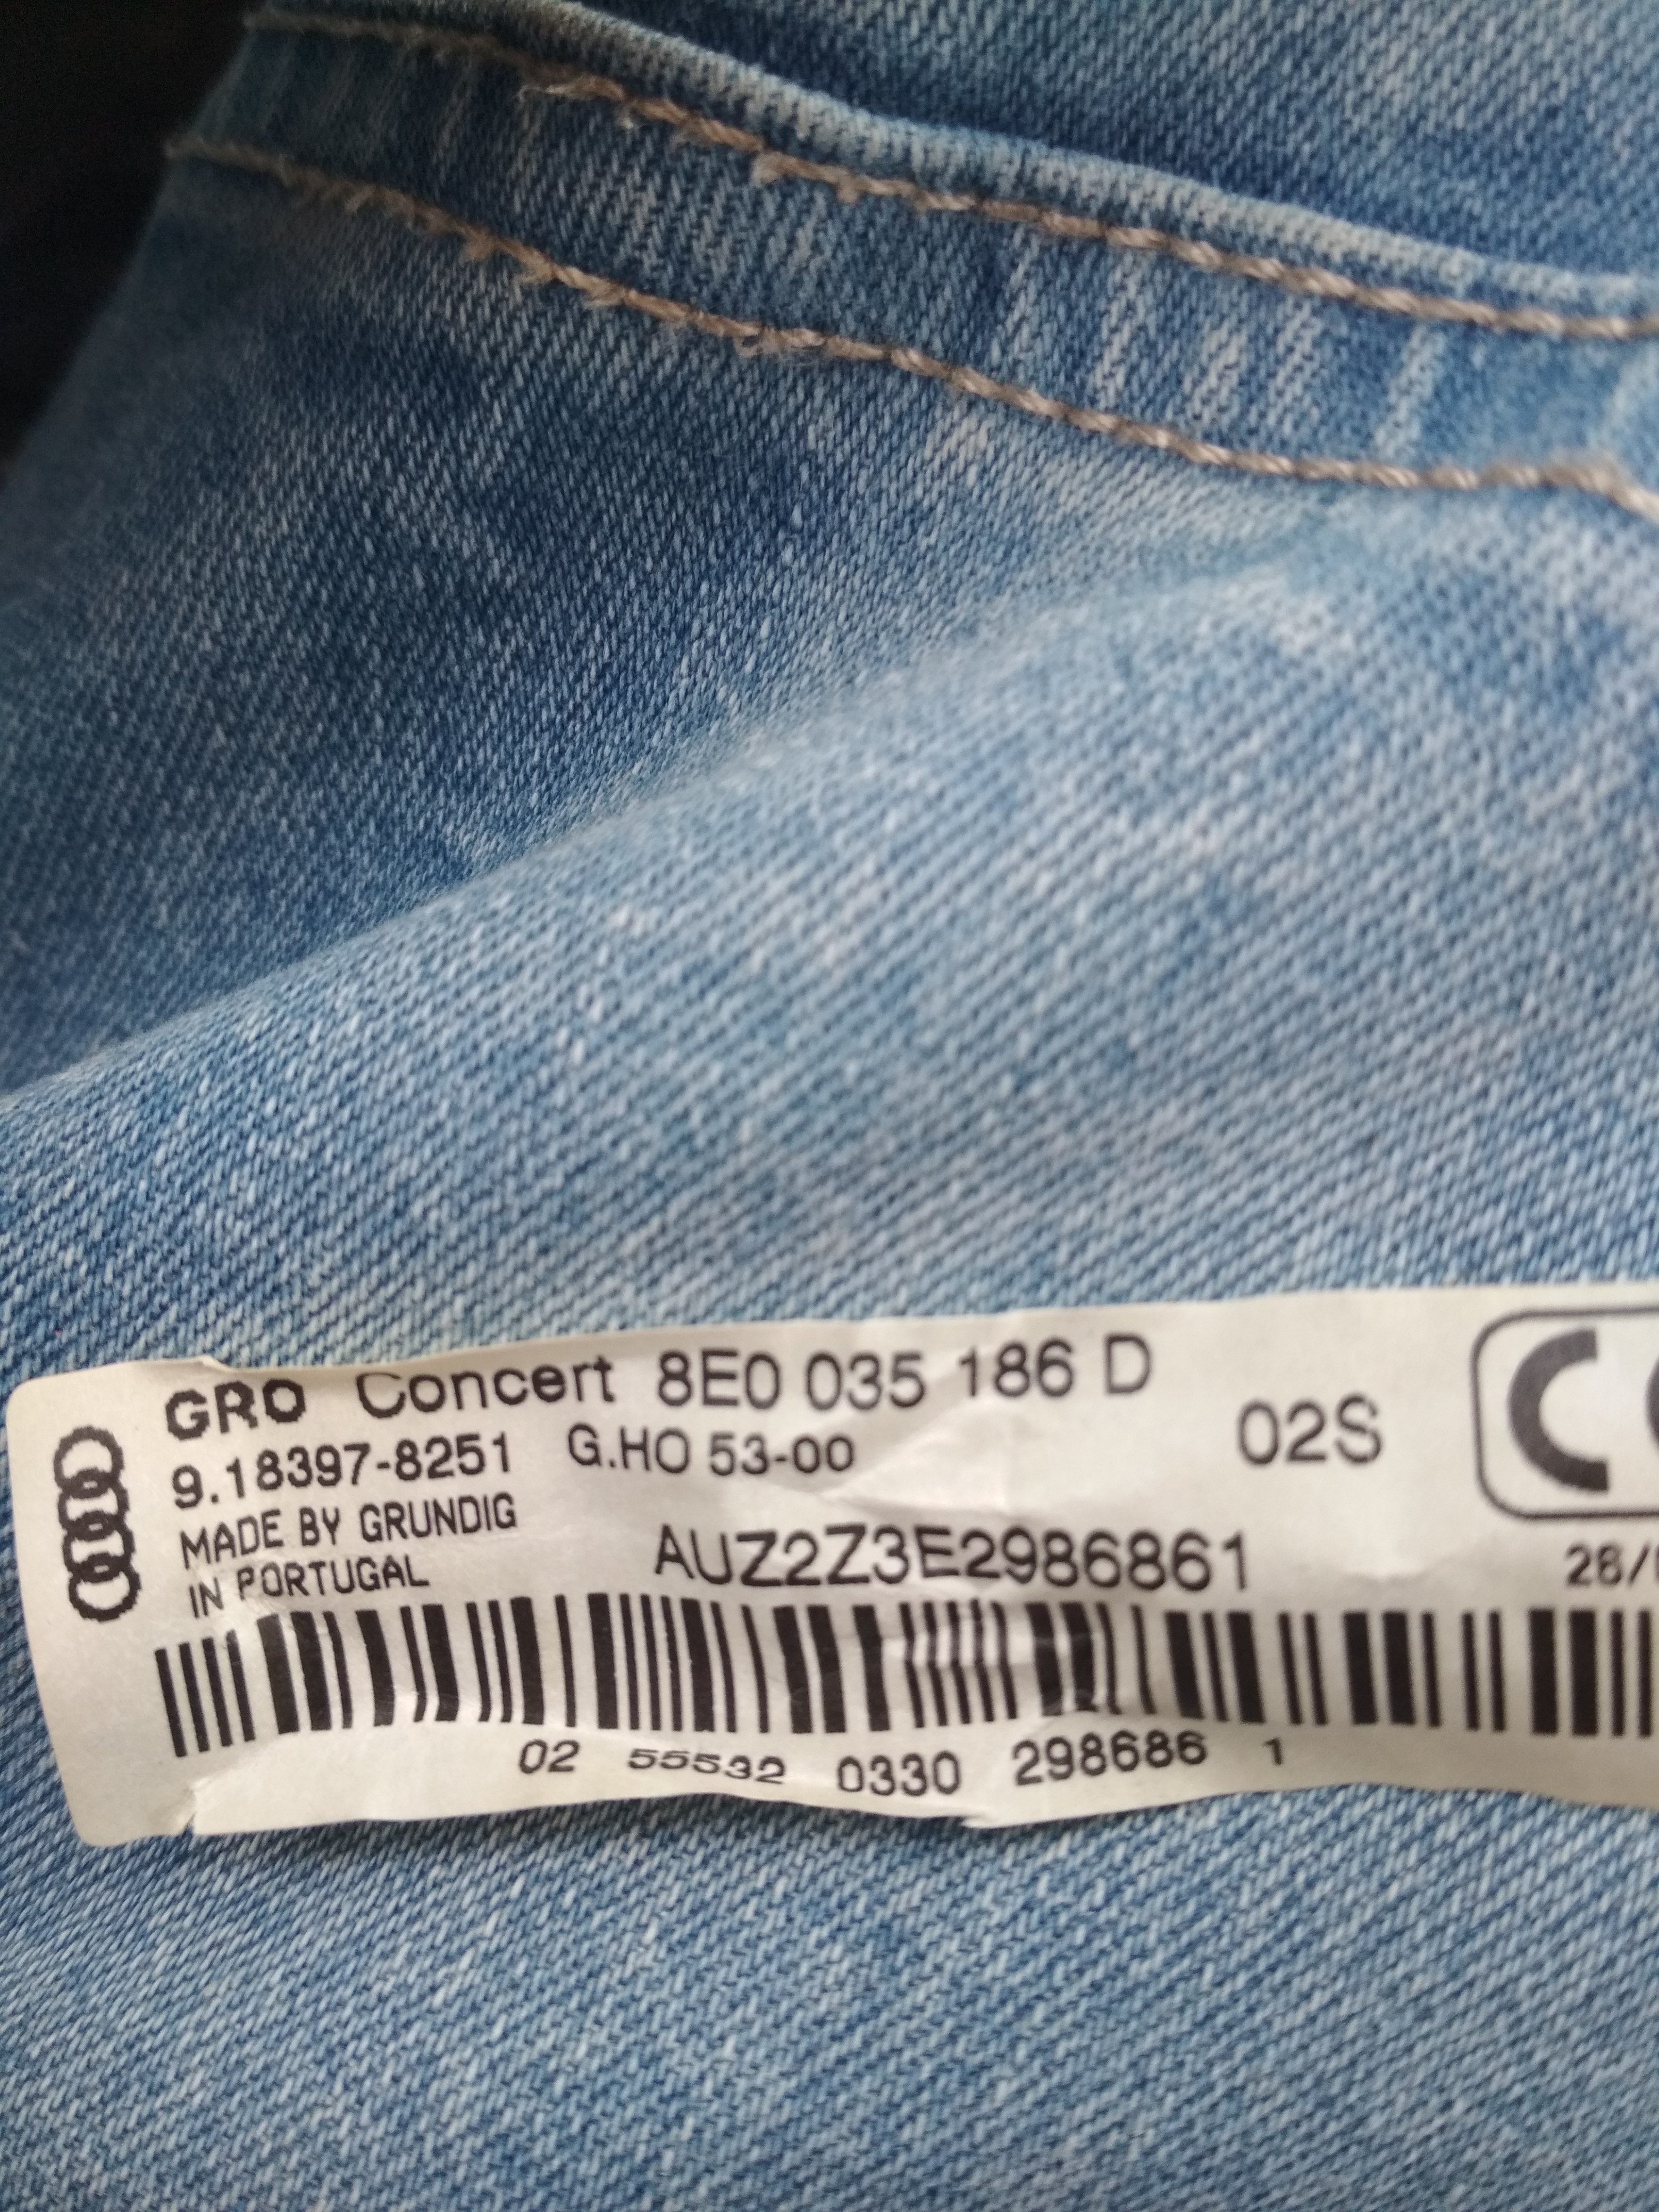 GRO Concert 8E0 035 186 D
9.18397-8251 G.HO 53-00
02S
MADE BY GRUNDIG
IN PORTUGAL
AUZ2Z3E2986861
02 55532 0330 298686 1